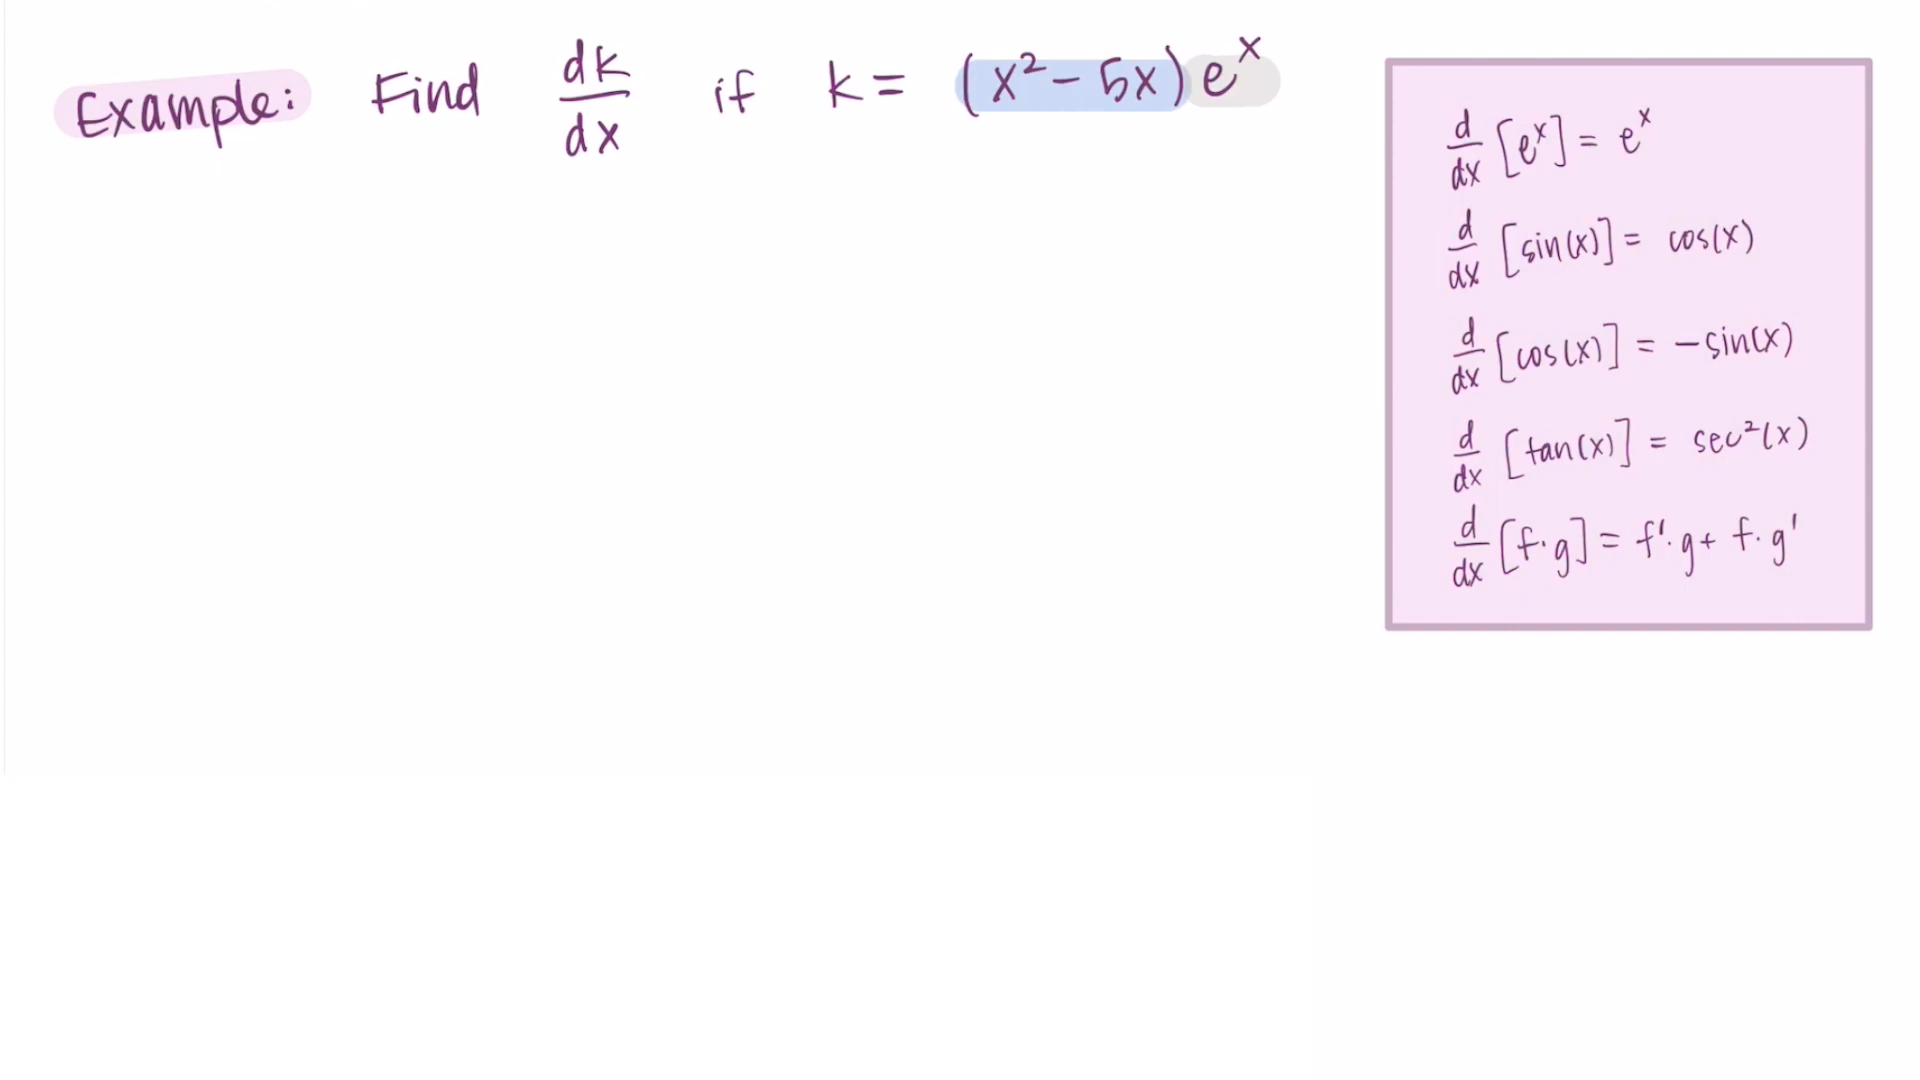 Example: Find dk/dx if k = (x² - 5x) eˣ
d/dx [eˣ] = eˣ
d/dx [sin(x)] = cos(x)
d/dx [cos(x)] = -sin(x)
d/dx [tan(x)] = sec²(x)
d/dx [f·g] = f'·g + f·g'